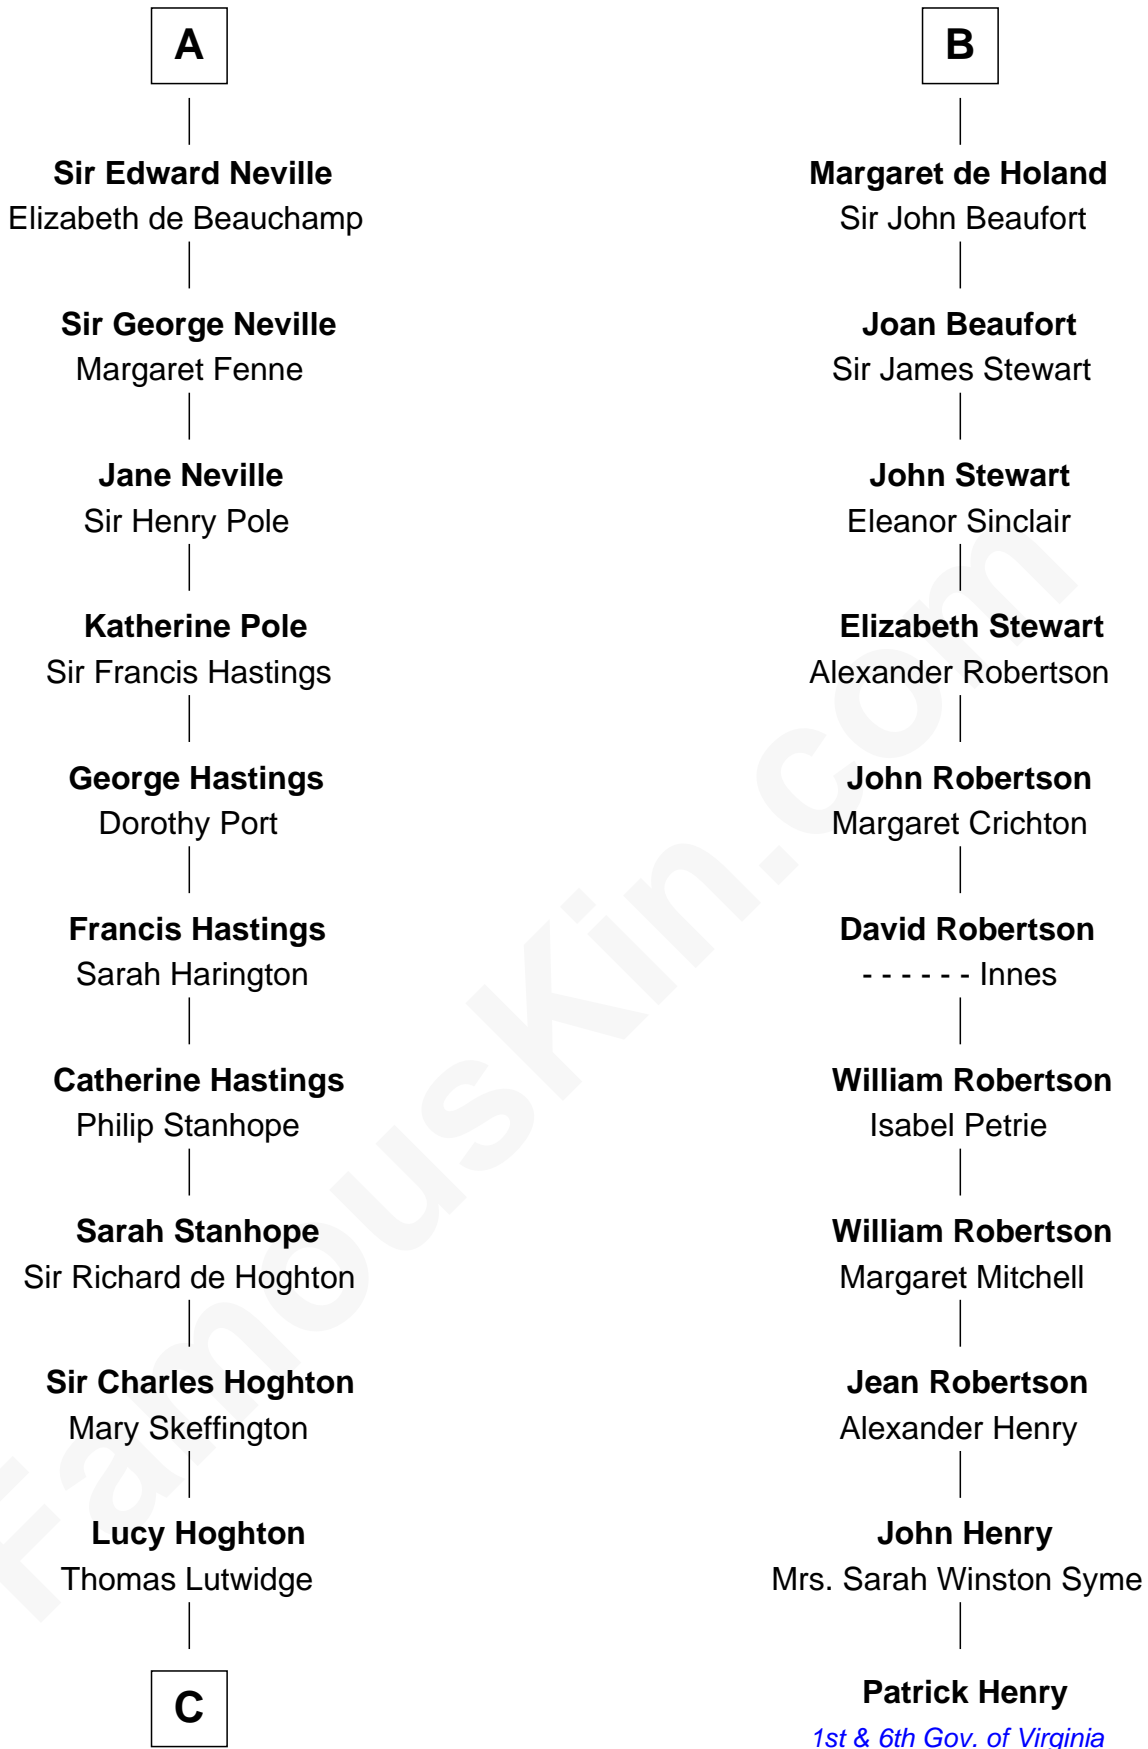 A
Sir Edward Neville
Elizabeth de Beauchamp
Sir George Neville
Margaret Fenne
Jane Neville
Sir Henry Pole
Katherine Pole
Sir Francis Hastings
George Hastings
Dorothy Port
Francis Hastings
Sarah Harington
Catherine Hastings
Philip Stanhope
Sarah Stanhope
Sir Richard de Hoghton
Sir Charles Hoghton
Mary Skeffington
Lucy Hoghton
Thomas Lutwidge
C
B
Margaret de Holand
Sir John Beaufort
Joan Beaufort
Sir James Stewart
John Stewart
Eleanor Sinclair
Elizabeth Stewart
Alexander Robertson
John Robertson
Margaret Crichton
David Robertson
- - - - - - Innes
William Robertson
Isabel Petrie
William Robertson
Margaret Mitchell
Jean Robertson
Alexander Henry
John Henry
Mrs. Sarah Winston Syme
Patrick Henry
1st & 6th Gov. of Virginia
FamousKin.com